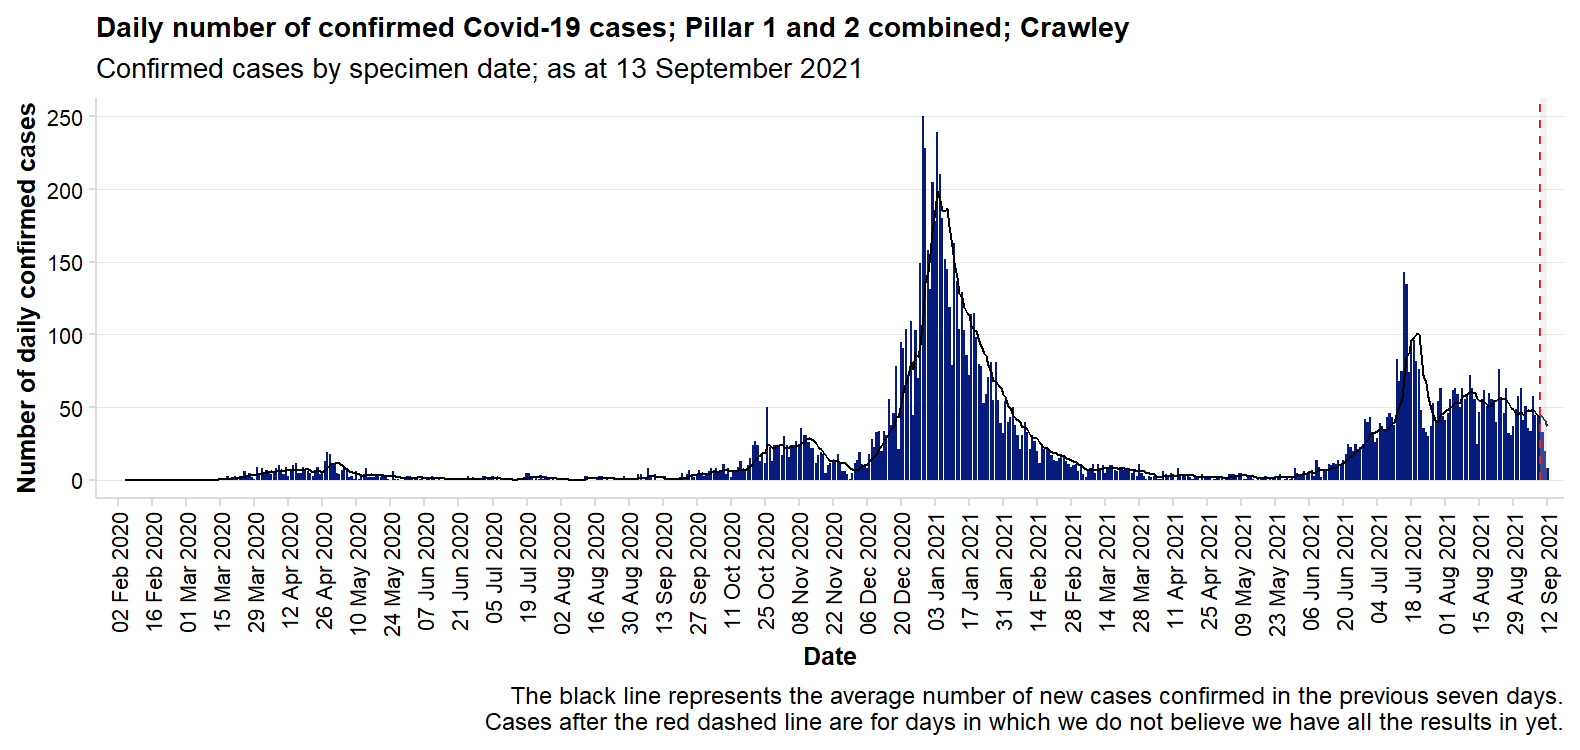 Daily number of confirmed Covid-19 cases; Pillar 1 and 2 combined; Crawley
Confirmed cases by specimen date; as at 13 September 2021
Number of daily confirmed cases
250
200
150
100
50
0
02 Feb 2020
16 Feb 2020
01 Mar 2020
15 Mar 2020
29 Mar 2020
12 Apr 2020
26 Apr 2020
10 May 2020
24 May 2020
07 Jun 2020
21 Jun 2020
05 Jul 2020
19 Jul 2020
02 Aug 2020
16 Aug 2020
30 Aug 2020
13 Sep 2020
27 Sep 2020
11 Oct 2020
25 Oct 2020
08 Nov 2020
22 Nov 2020
06 Dec 2020
20 Dec 2020
03 Jan 2021
17 Jan 2021
31 Jan 2021
14 Feb 2021
28 Feb 2021
14 Mar 2021
28 Mar 2021
11 Apr 2021
25 Apr 2021
09 May 2021
23 May 2021
06 Jun 2021
20 Jun 2021
04 Jul 2021
18 Jul 2021
01 Aug 2021
15 Aug 2021
29 Aug 2021
12 Sep 2021
Date
The black line represents the average number of new cases confirmed in the previous seven days.
Cases after the red dashed line are for days in which we do not believe we have all the results in yet.